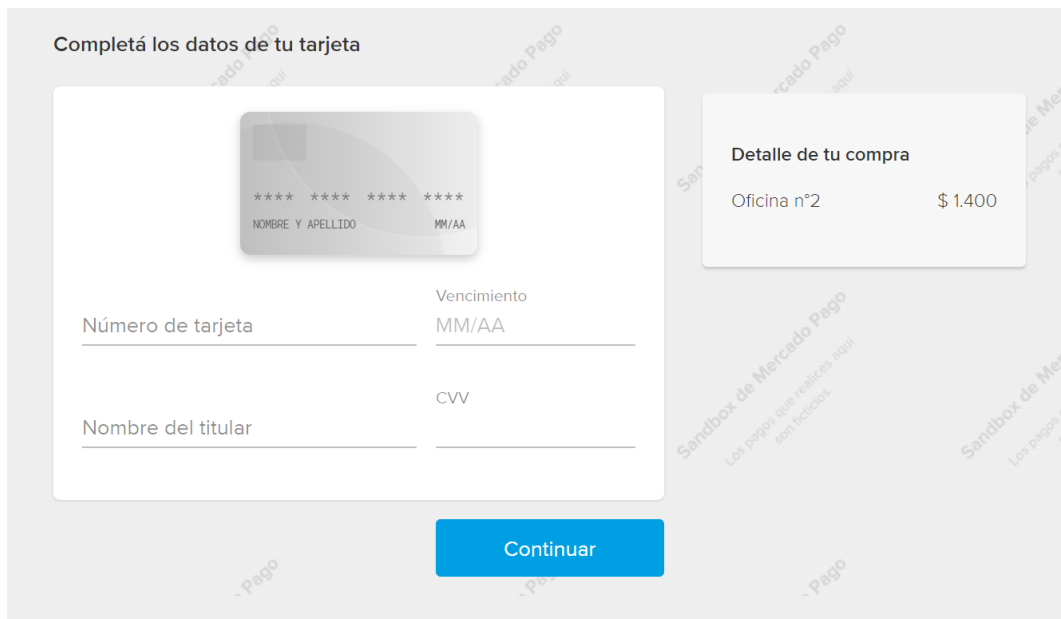 Completá los datos de tu tarjeta
**** **** **** ****
NOMBRE Y APELLIDO MM/AA
Número de tarjeta
Vencimiento
MM/AA
Nombre del titular
CVV
Continuar
Detalle de tu compra
Oficina n°2 $ 1.400
Sandbox de Mercado Pago
Los pagos que realices aquí
son ficticios.